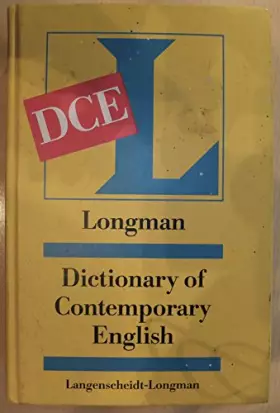 DCE
L
Longman
Dictionary of
Contemporary
English
Langenscheidt-Longman